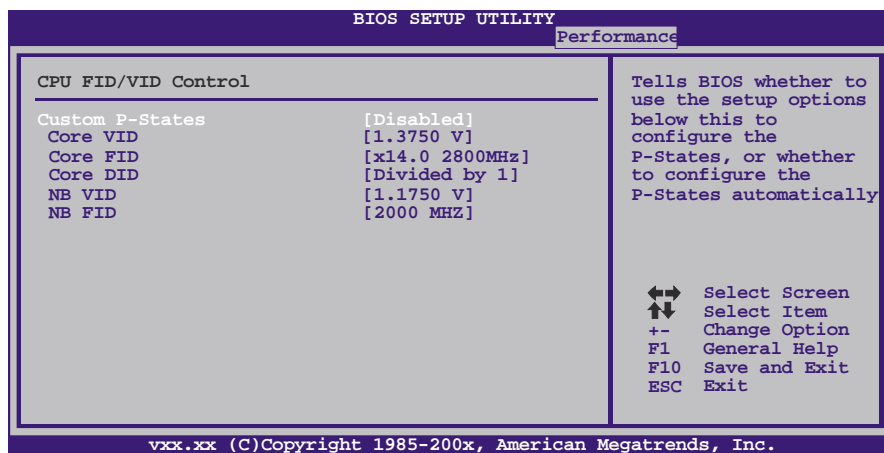 BIOS SETUP UTILITY
Performance
CPU FID/VID Control
Custom P-States [Disabled]
Core VID [1.3750 V]
Core FID [x14.0 2800MHz]
Core DID [Divided by 1]
NB VID [1.1750 V]
NB FID [2000 MHZ]
Tells BIOS whether to
use the setup options
below this to
configure the
P-States, or whether
to configure the
P-States automatically
Select Screen
Select Item
+- Change Option
F1 General Help
F10 Save and Exit
ESC Exit
vxx.xx (C)Copyright 1985-200x, American Megatrends, Inc.